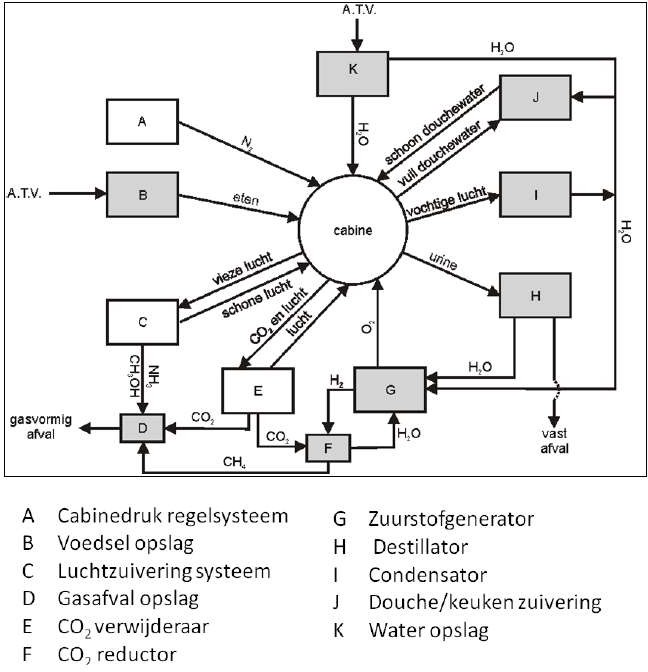 A.T.V.
H₂O
K
J
A
N₂
H₂O
schoon douchewater
vuil douchewater
A.T.V.
B
eten
vochtige lucht
I
cabine
H₂O
vieze lucht
schone lucht
urine
C
CO₂ en lucht
lucht
O₂
H
NH₃
CH₃OH
E
H₂
G
H₂O
gasvormig
afval
D
CO₂
CO₂
F
H₂O
vast
afval
CH₄
A Cabinedruk regelsysteem
B Voedsel opslag
C Luchtzuivering systeem
D Gasafval opslag
E CO₂ verwijderaar
F CO₂ reductor
G Zuurstofgenerator
H Destillator
I Condensator
J Douche/keuken zuivering
K Water opslag